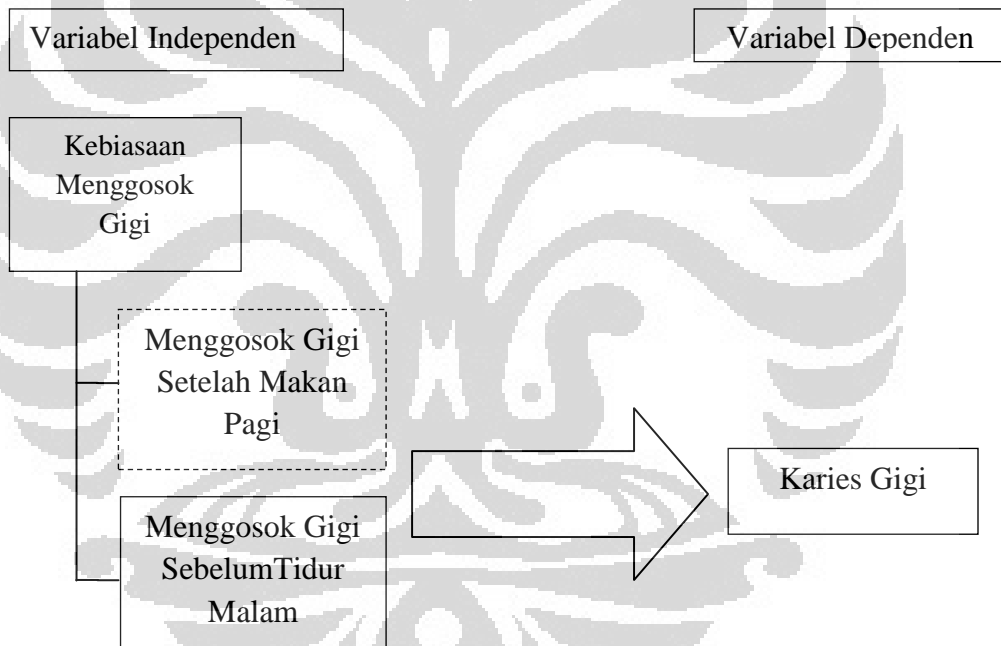 Variabel Independen
Variabel Dependen
Kebiasaan
Menggosok
Gigi
Menggosok Gigi
Setelah Makan
Pagi
Menggosok Gigi
SebelumTidur
Malam
Karies Gigi